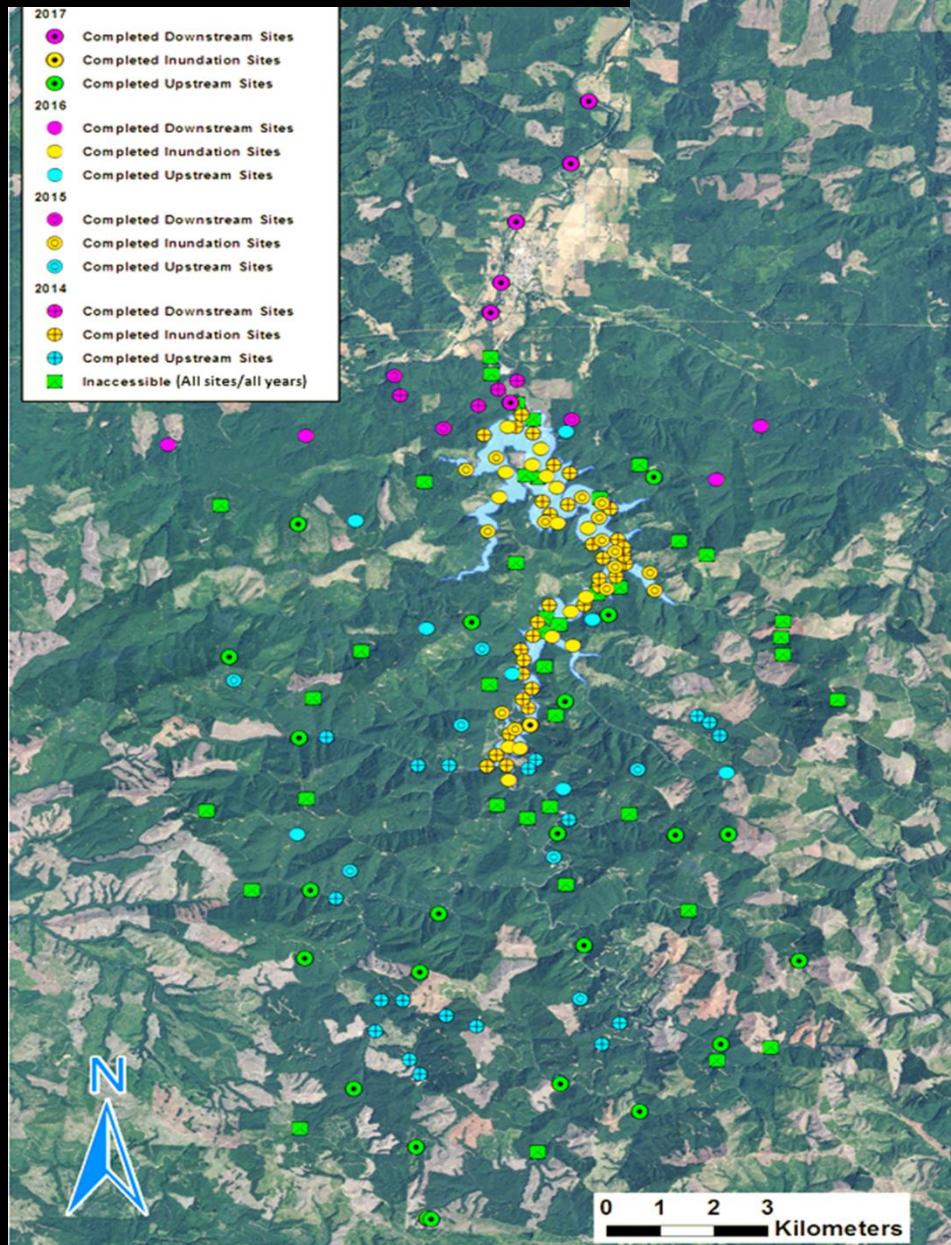 2017
Completed Downstream Sites
Completed Inundation Sites
Completed Upstream Sites
2016
Completed Downstream Sites
Completed Inundation Sites
Completed Upstream Sites
2015
Completed Downstream Sites
Completed Inundation Sites
Completed Upstream Sites
2014
Completed Downstream Sites
Completed Inundation Sites
Completed Upstream Sites
Inaccessible (All sites/all years)
N
0 1 2 3
Kilometers